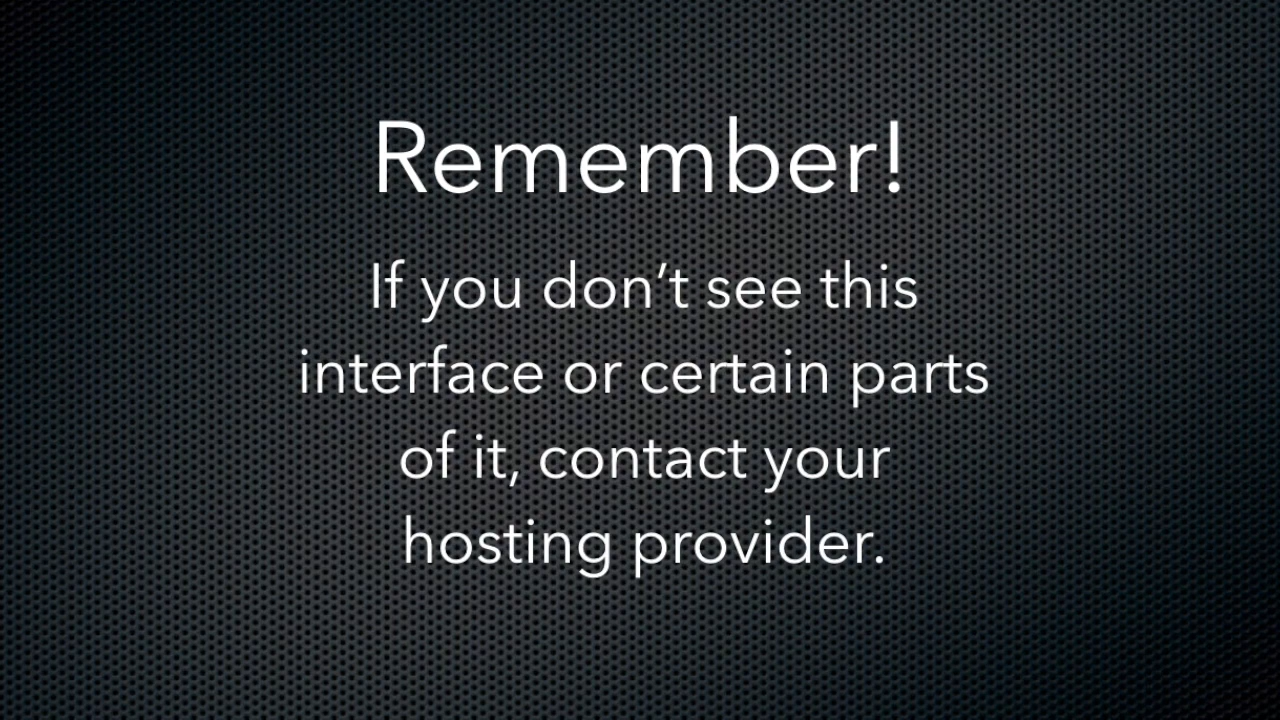 Remember!
If you don’t see this
interface or certain parts
of it, contact your
hosting provider.